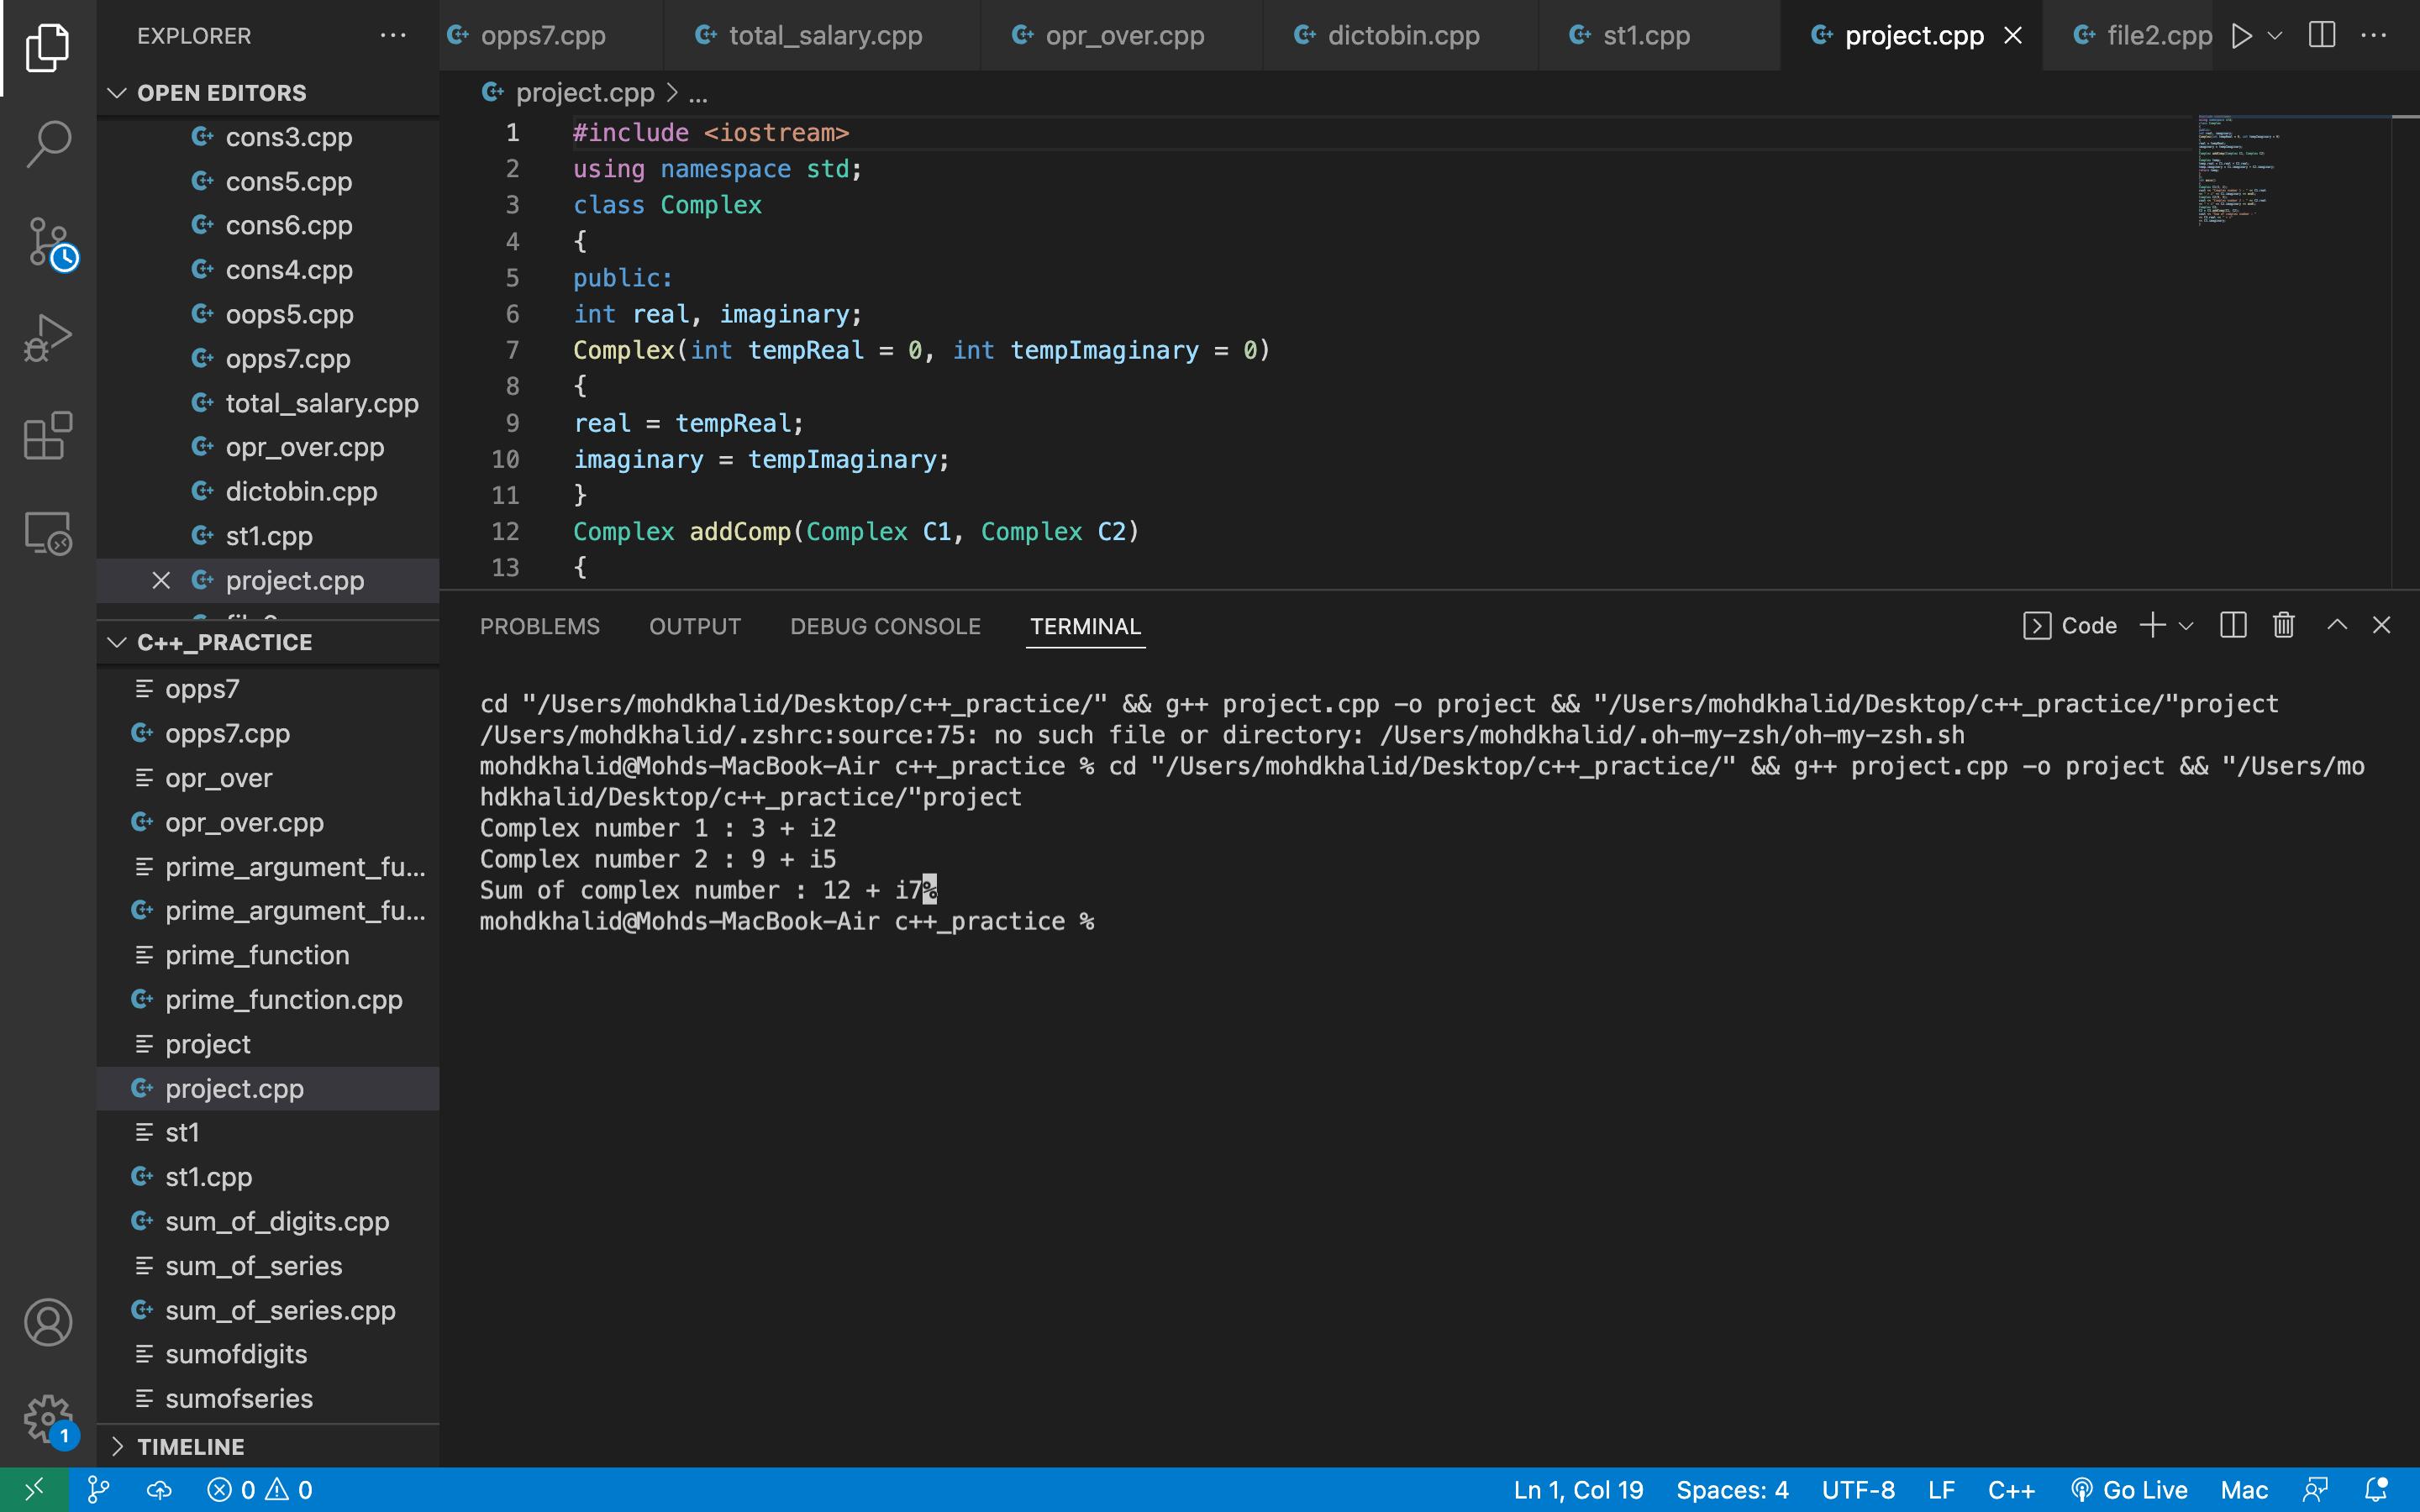 EXPLORER
OPEN EDITORS
cons3.cpp
cons5.cpp
cons6.cpp
cons4.cpp
oops5.cpp
opps7.cpp
total_salary.cpp
opr_over.cpp
dictobin.cpp
st1.cpp
project.cpp
C++_PRACTICE
opps7
opps7.cpp
opr_over
opr_over.cpp
prime_argument_fu...
prime_argument_fu...
prime_function
prime_function.cpp
project
project.cpp
st1
st1.cpp
sum_of_digits.cpp
sum_of_series
sum_of_series.cpp
sumofdigits
sumofseries
TIMELINE
1
opps7.cpp total_salary.cpp opr_over.cpp dictobin.cpp st1.cpp project.cpp file2.cpp
project.cpp > ...
1 #include <iostream>
2 using namespace std;
3 class Complex
4 {
5 public:
6 int real, imaginary;
7 Complex(int tempReal = 0, int tempImaginary = 0)
8 {
9 real = tempReal;
10 imaginary = tempImaginary;
11 }
12 Complex addComp(Complex C1, Complex C2)
13 {
PROBLEMS OUTPUT DEBUG CONSOLE TERMINAL Code
cd "/Users/mohdkhalid/Desktop/c++_practice/" && g++ project.cpp -o project && "/Users/mohdkhalid/Desktop/c++_practice/"project
/Users/mohdkhalid/.zshrc:source:75: no such file or directory: /Users/mohdkhalid/.oh-my-zsh/oh-my-zsh.sh
mohdkhalid@Mohds-MacBook-Air c++_practice % cd "/Users/mohdkhalid/Desktop/c++_practice/" && g++ project.cpp -o project && "/Users/mo
hdkhalid/Desktop/c++_practice/"project
Complex number 1 : 3 + i2
Complex number 2 : 9 + i5
Sum of complex number : 12 + i7%
mohdkhalid@Mohds-MacBook-Air c++_practice %
0 0 Ln 1, Col 19 Spaces: 4 UTF-8 LF C++ Go Live Mac